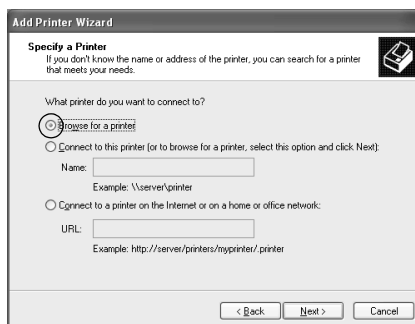 Add Printer Wizard
Specify a Printer
If you don't know the name or address of the printer, you can search for a printer
that meets your needs.
What printer do you want to connect to?
Browse for a printer
Connect to this printer (or to browse for a printer, select this option and click Next):
Name:
Example: \\server\printer
Connect to a printer on the Internet or on a home or office network:
URL:
Example: http://server/printers/myprinter/.printer
< Back Next > Cancel